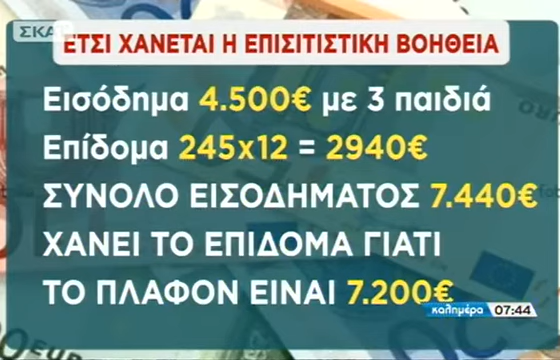 ΣΚΑΪ
ΕΤΣΙ ΧΑΝΕΤΑΙ Η ΕΠΙΣΙΤΙΣΤΙΚΗ ΒΟΗΘΕΙΑ
Εισόδημα 4.500€ με 3 παιδιά
Επίδομα 245x12 = 2940€
ΣΥΝΟΛΟ ΕΙΣΟΔΗΜΑΤΟΣ 7.440€
ΧΑΝΕΙ ΤΟ ΕΠΙΔΟΜΑ ΓΙΑΤΙ
ΤΟ ΠΛΑΦΟΝ ΕΙΝΑΙ 7.200€
καλημέρα 07:44